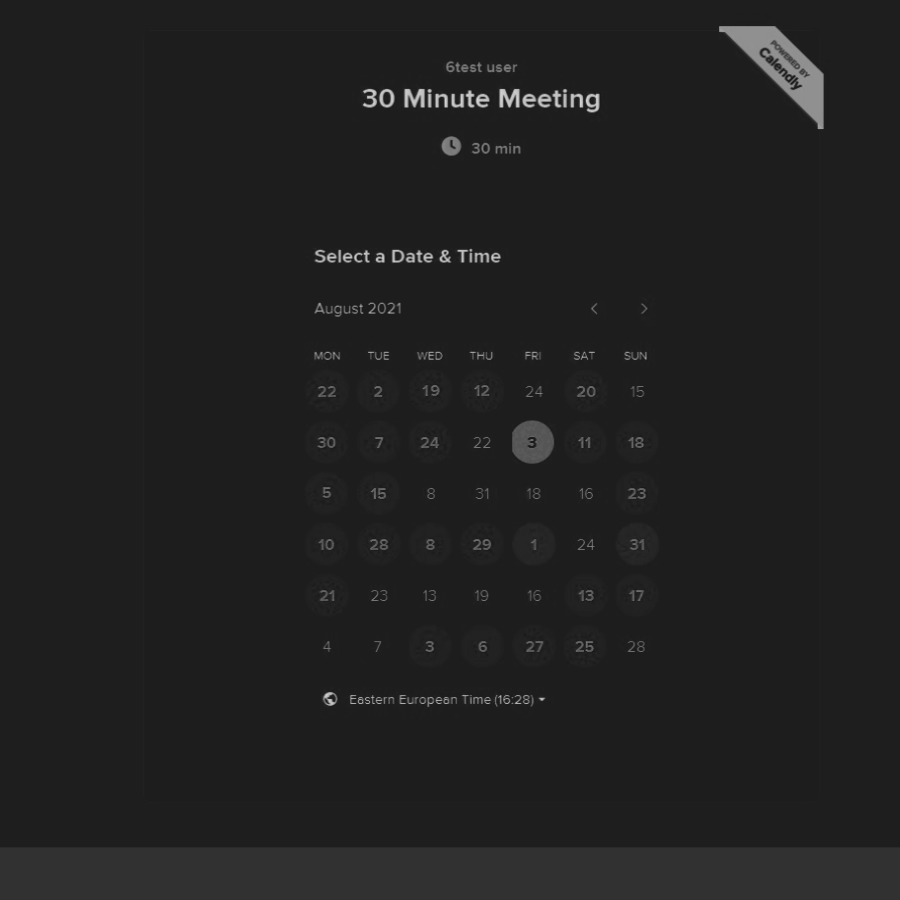 6test user
30 Minute Meeting
30 min
POWERED BY
Calendly
Select a Date & Time
August 2021
MON TUE WED THU FRI SAT SUN
22 2 19 12 24 20 15
30 7 24 22 3 11 18
5 15 8 31 18 16 23
10 28 8 29 1 24 31
21 23 13 19 16 13 17
4 7 3 6 27 25 28
Eastern European Time (16:28)